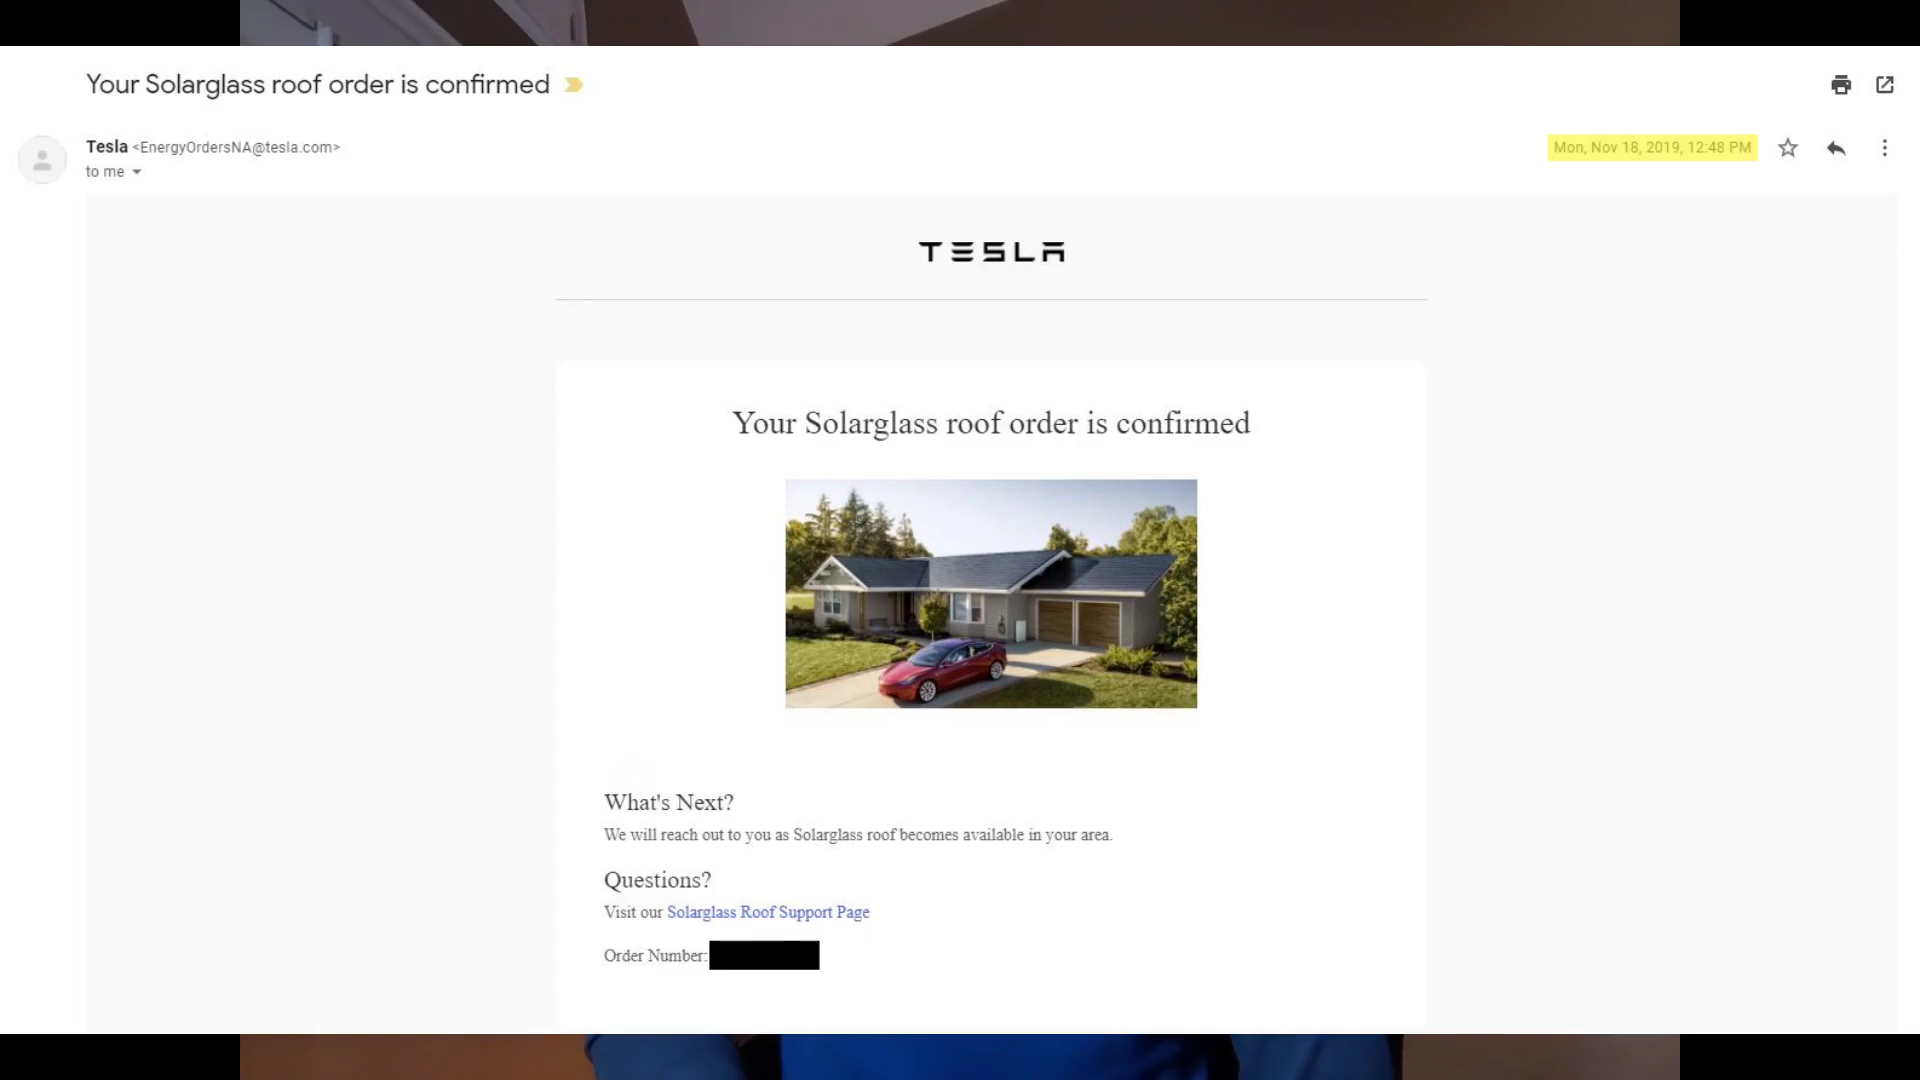 Your Solarglass roof order is confirmed
Tesla <EnergyOrdersNA@tesla.com>
Mon, Nov 18, 2019, 12:48 PM
to me
TESLA
Your Solarglass roof order is confirmed
What's Next?
We will reach out to you as Solarglass roof becomes available in your area.
Questions?
Visit our Solarglass Roof Support Page
Order Number: